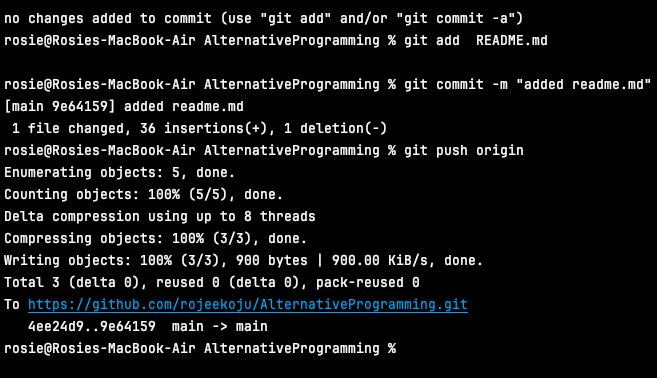 no changes added to commit (use "git add" and/or "git commit -a")
rosie@Rosies-MacBook-Air AlternativeProgramming % git add  README.md
rosie@Rosies-MacBook-Air AlternativeProgramming % git commit -m "added readme.md"
[main 9e64159] added readme.md
 1 file changed, 36 insertions(+), 1 deletion(-)
rosie@Rosies-MacBook-Air AlternativeProgramming % git push origin
Enumerating objects: 5, done.
Counting objects: 100% (5/5), done.
Delta compression using up to 8 threads
Compressing objects: 100% (3/3), done.
Writing objects: 100% (3/3), 900 bytes | 900.00 KiB/s, done.
Total 3 (delta 0), reused 0 (delta 0), pack-reused 0
To https://github.com/rojeekoju/AlternativeProgramming.git
   4ee24d9..9e64159  main -> main
rosie@Rosies-MacBook-Air AlternativeProgramming %